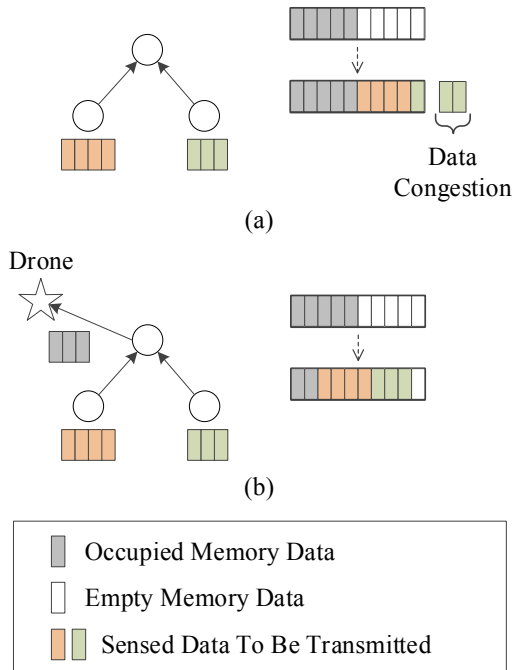 Data
Congestion
(a)
Drone
(b)
Occupied Memory Data
Empty Memory Data
Sensed Data To Be Transmitted